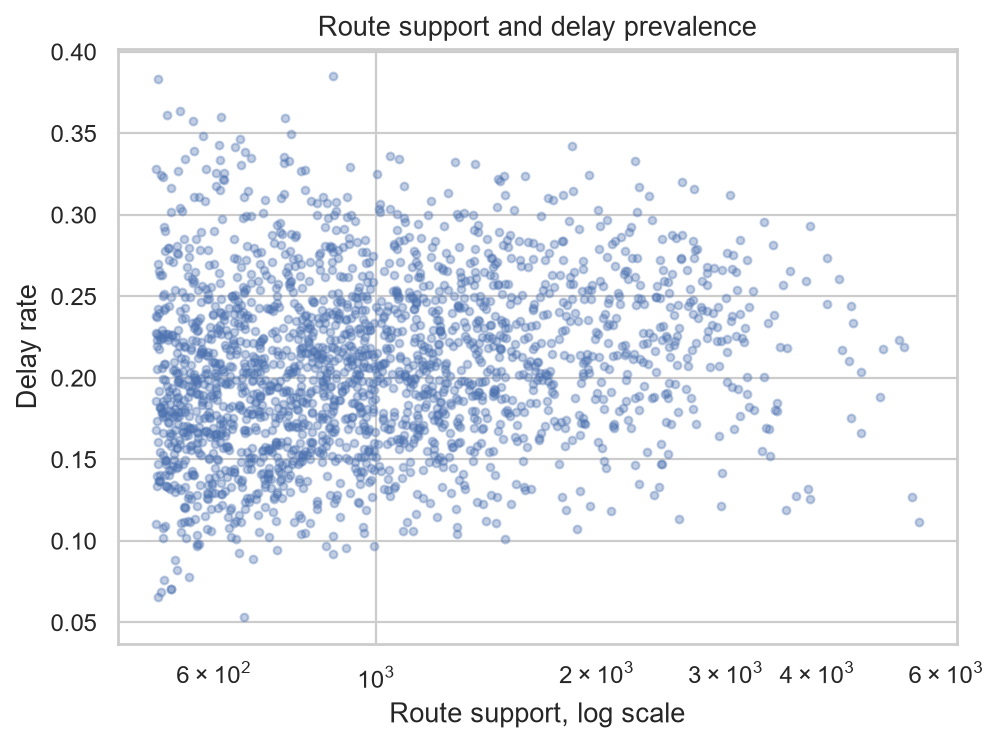 Route support and delay prevalence
0.40
0.35
0.30
0.25
0.20
0.15
0.10
0.05
Delay rate
6 × 10²
10³
2 × 10³
3 × 10³
4 × 10³
6 × 10³
Route support, log scale